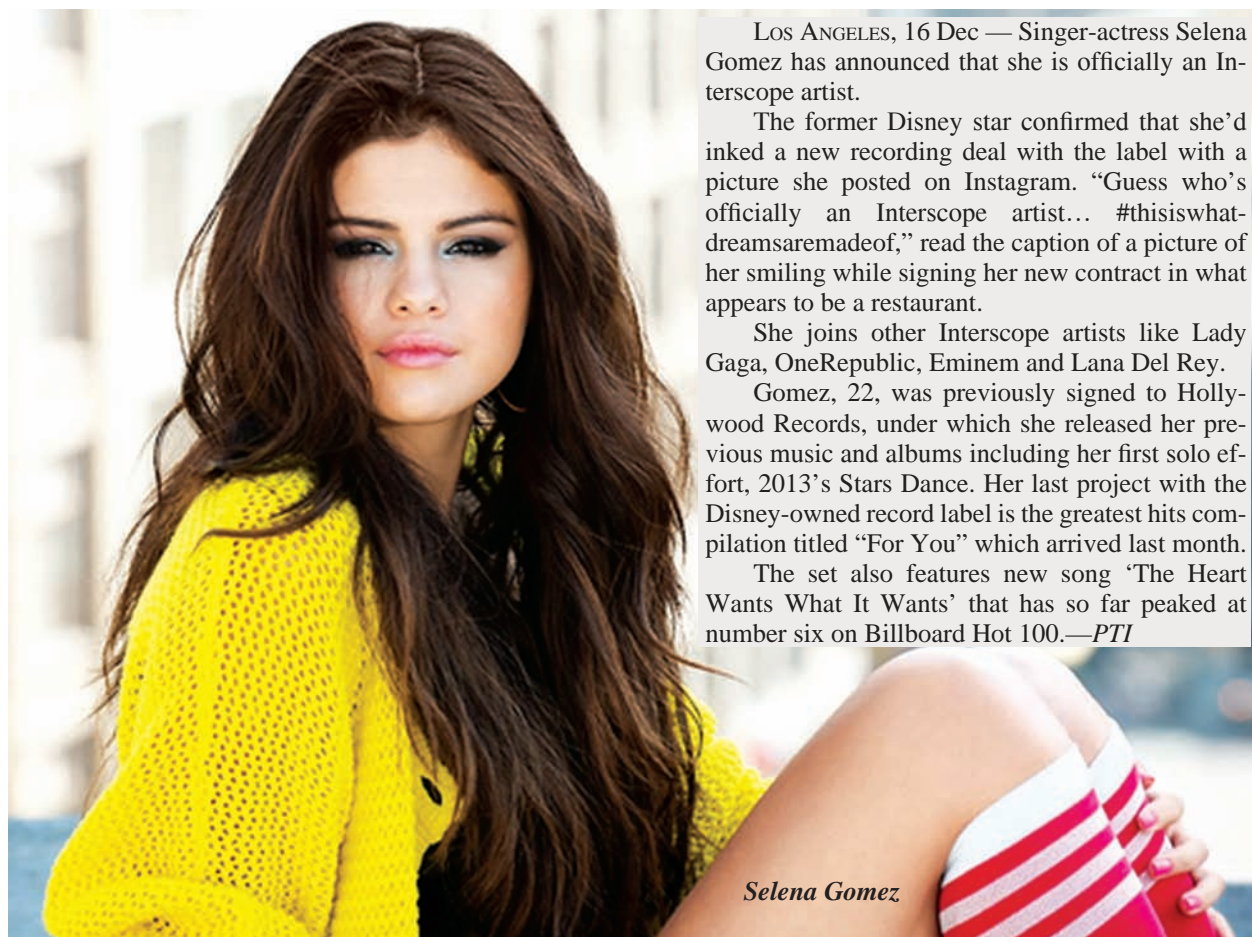 Los Angeles, 16 Dec — Singer-actress Selena
Gomez has announced that she is officially an In-
terscope artist.
The former Disney star confirmed that she’d
inked a new recording deal with the label with a
picture she posted on Instagram. “Guess who’s
officially an Interscope artist… #thisiswhat-
dreamsaremadeof,” read the caption of a picture of
her smiling while signing her new contract in what
appears to be a restaurant.
She joins other Interscope artists like Lady
Gaga, OneRepublic, Eminem and Lana Del Rey.
Gomez, 22, was previously signed to Holly-
wood Records, under which she released her pre-
vious music and albums including her first solo ef-
fort, 2013’s Stars Dance. Her last project with the
Disney-owned record label is the greatest hits com-
pilation titled “For You” which arrived last month.
The set also features new song ‘The Heart
Wants What It Wants’ that has so far peaked at
number six on Billboard Hot 100.—PTI
Selena Gomez